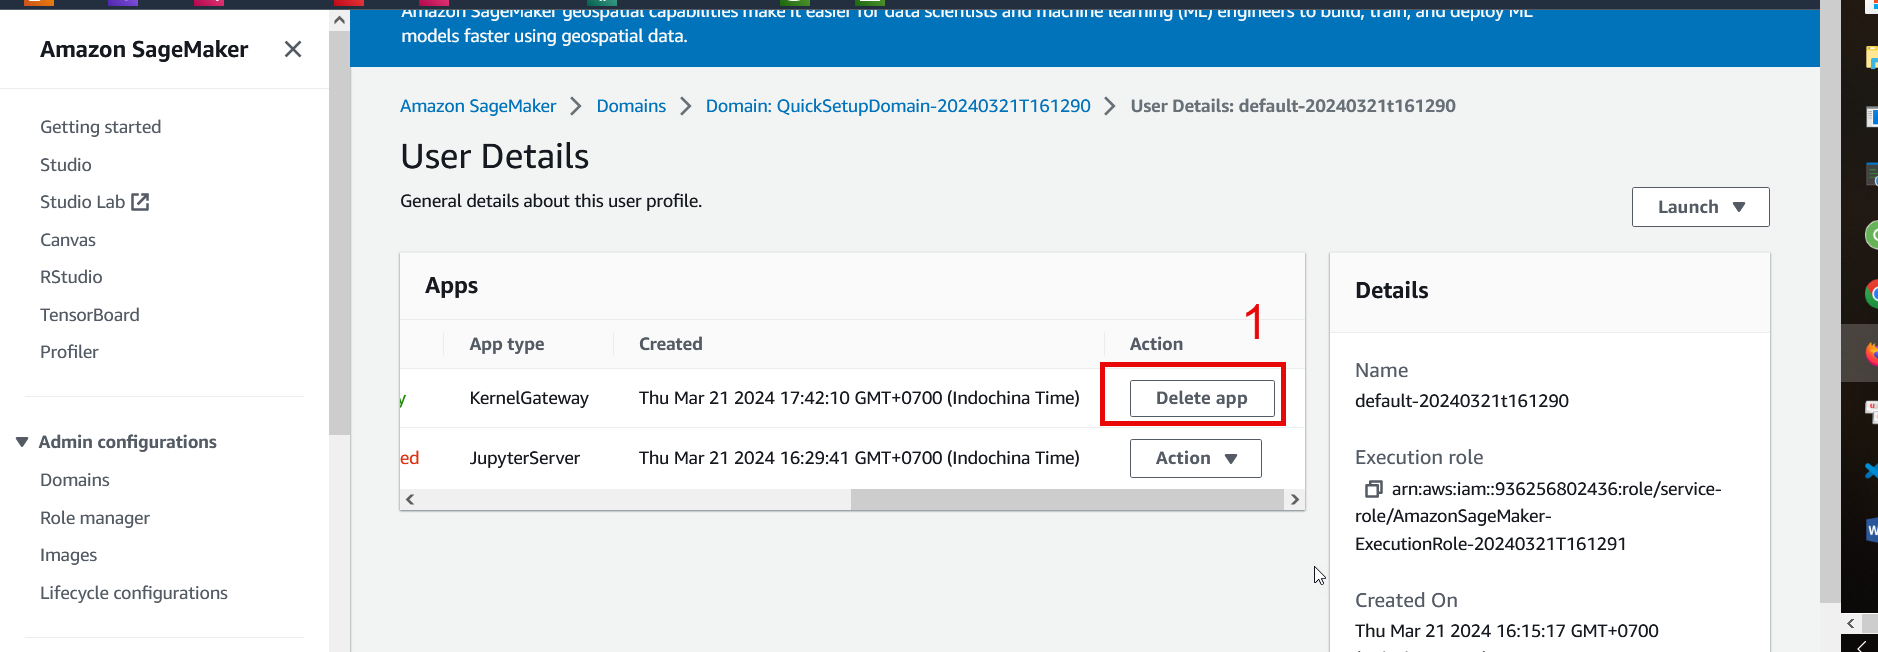 Amazon SageMaker
Getting started
Studio
Studio Lab
Canvas
RStudio
TensorBoard
Profiler
Admin configurations
Domains
Role manager
Images
Lifecycle configurations
Amazon SageMaker geospatial capabilities make it easier for data scientists and machine learning (ML) engineers to build, train, and deploy ML
models faster using geospatial data.
Amazon SageMaker > Domains > Domain: QuickSetupDomain-20240321T161290 > User Details: default-20240321t161290
User Details
General details about this user profile.
Launch
Apps
1
App type Created Action
y KernelGateway Thu Mar 21 2024 17:42:10 GMT+0700 (Indochina Time) Delete app
ed JupyterServer Thu Mar 21 2024 16:29:41 GMT+0700 (Indochina Time) Action
Details
Name
default-20240321t161290
Execution role
arn:aws:iam::936256802436:role/service-
role/AmazonSageMaker-
ExecutionRole-20240321T161291
Created On
Thu Mar 21 2024 16:15:17 GMT+0700